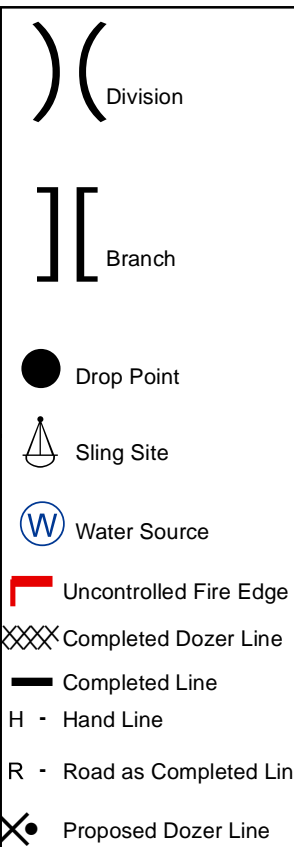 )( Division
][ Branch
Drop Point
Sling Site
W Water Source
Uncontrolled Fire Edge
Completed Dozer Line
Completed Line
H - Hand Line
R - Road as Completed Lin
Proposed Dozer Line